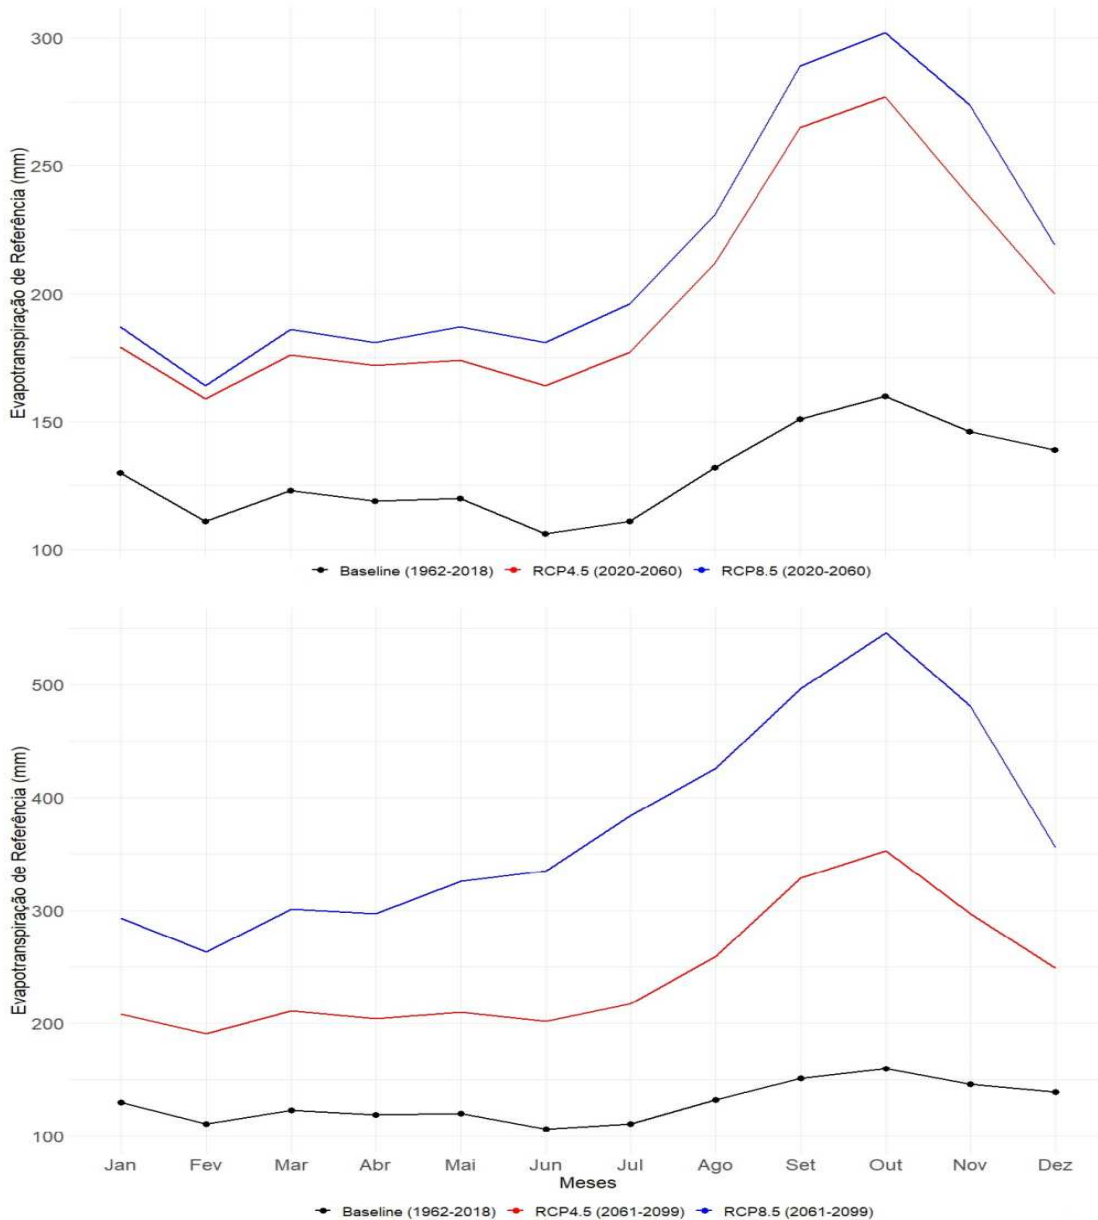 300
250
200
150
100
Evapotranspiração de Referência (mm)
Baseline (1962-2018) RCP4.5 (2020-2060) RCP8.5 (2020-2060)
500
400
300
200
100
Evapotranspiração de Referência (mm)
Jan Fev Mar Abr Mai Jun Jul Ago Set Out Nov Dez
Meses
Baseline (1962-2018) RCP4.5 (2061-2099) RCP8.5 (2061-2099)